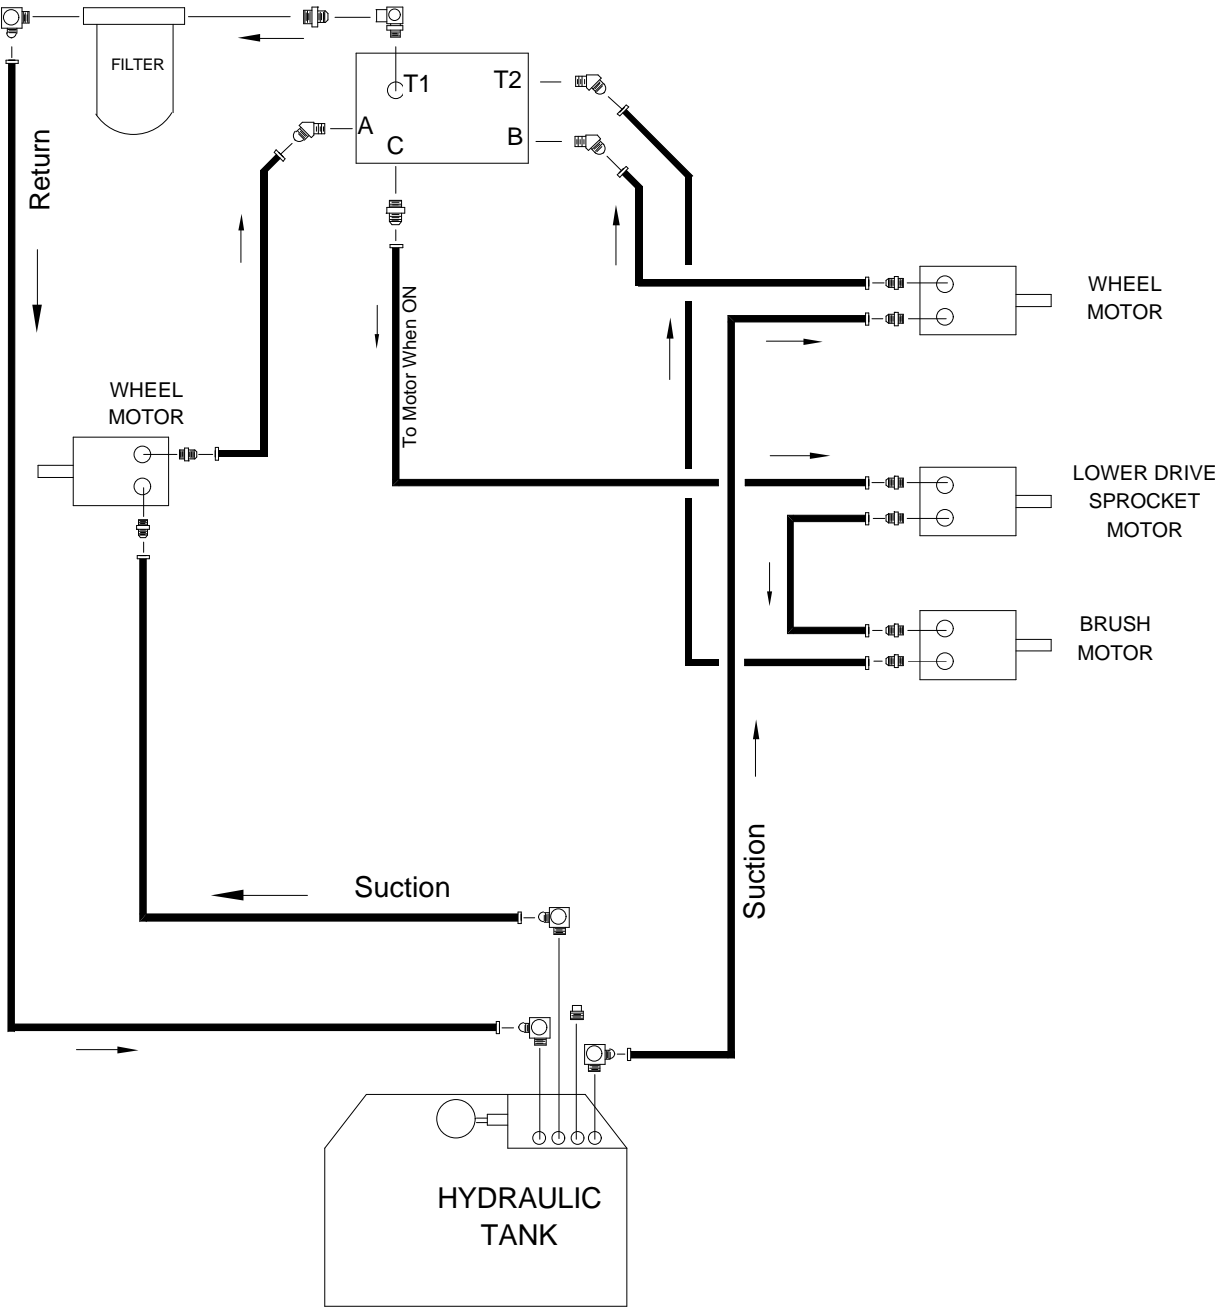 FILTER
T1
T2
A
B
C
Return
To Motor When ON
WHEEL
MOTOR
WHEEL
MOTOR
LOWER DRIVE
SPROCKET
MOTOR
BRUSH
MOTOR
Suction
Suction
HYDRAULIC
TANK